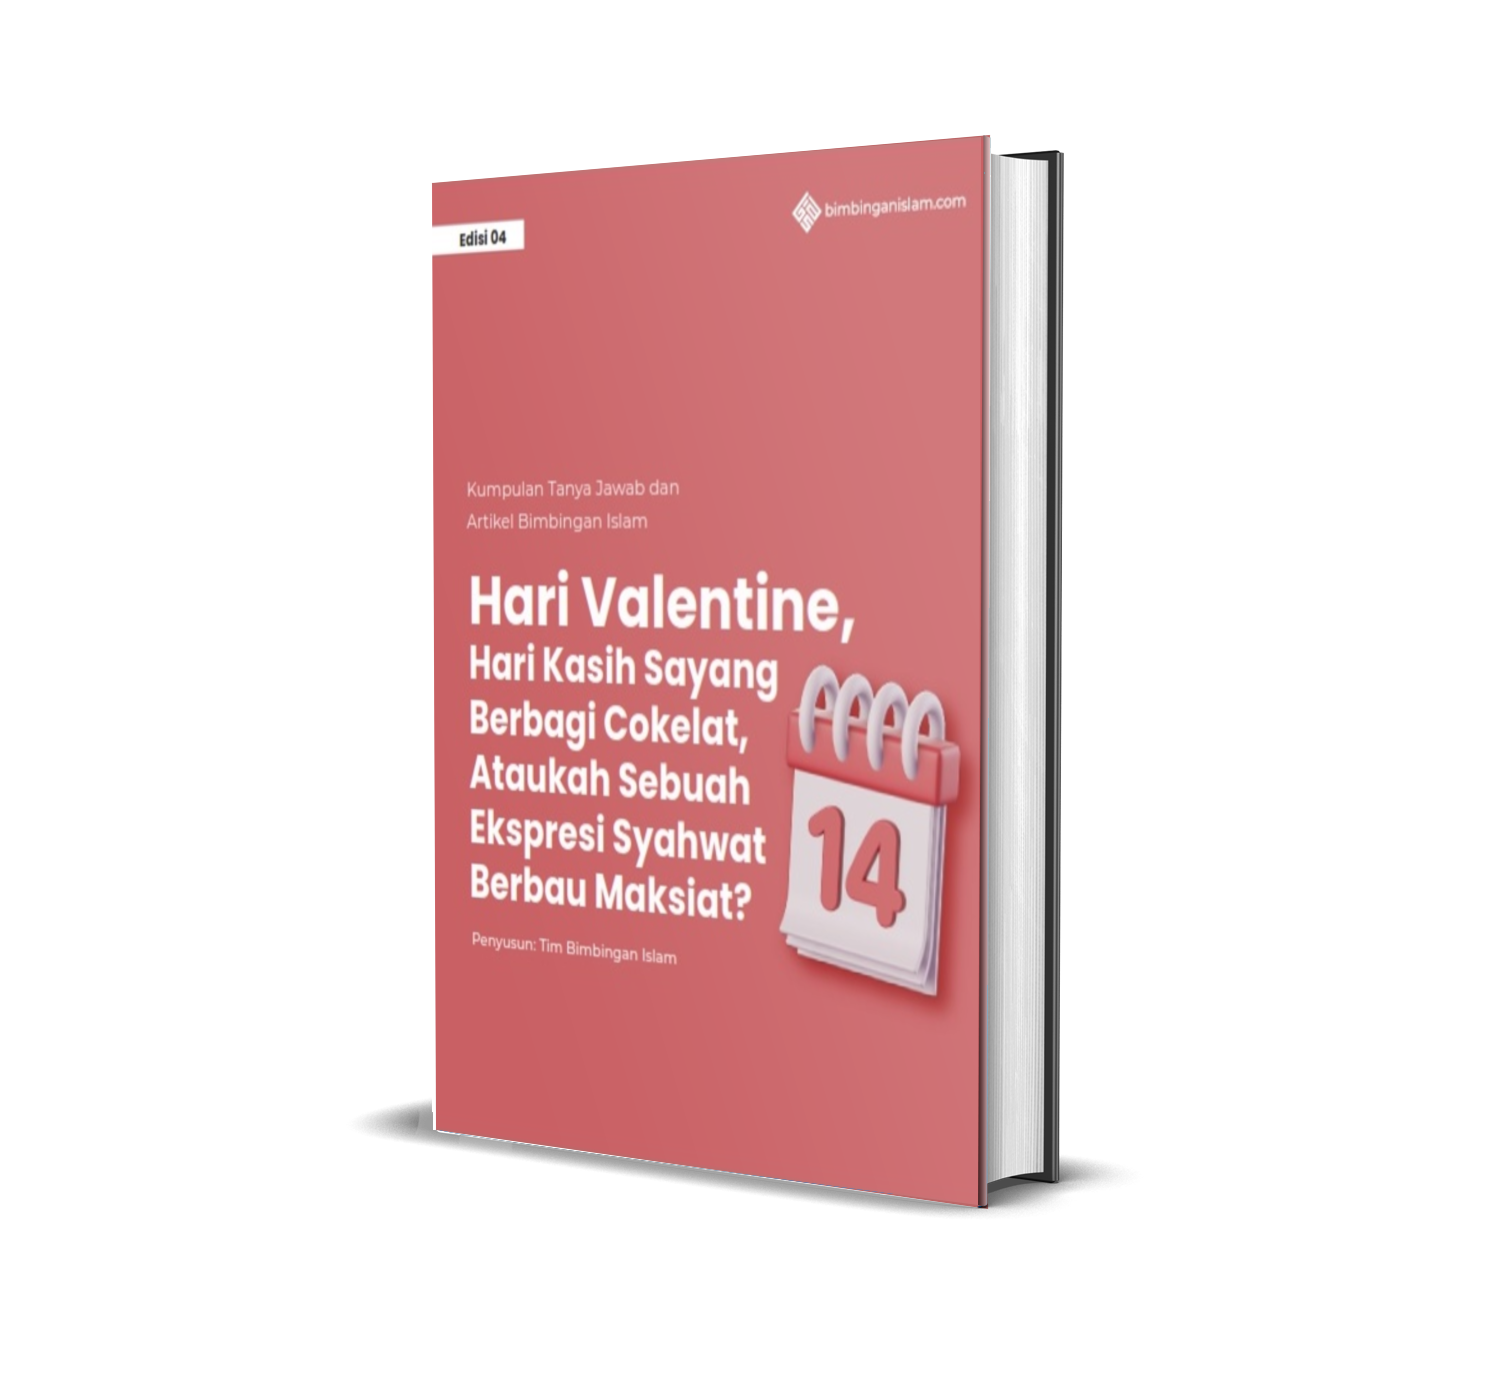 bimbinganislam.com
Edisi 04
Kumpulan Tanya Jawab dan
Artikel Bimbingan Islam
Hari Valentine,
Hari Kasih Sayang
Berbagi Cokelat,
Ataukah Sebuah
Ekspresi Syahwat
Berbau Maksiat?
14
Penyusun: Tim Bimbingan Islam